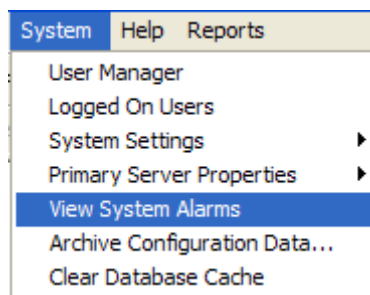 System Help Reports
User Manager
Logged On Users
System Settings
Primary Server Properties
View System Alarms
Archive Configuration Data...
Clear Database Cache